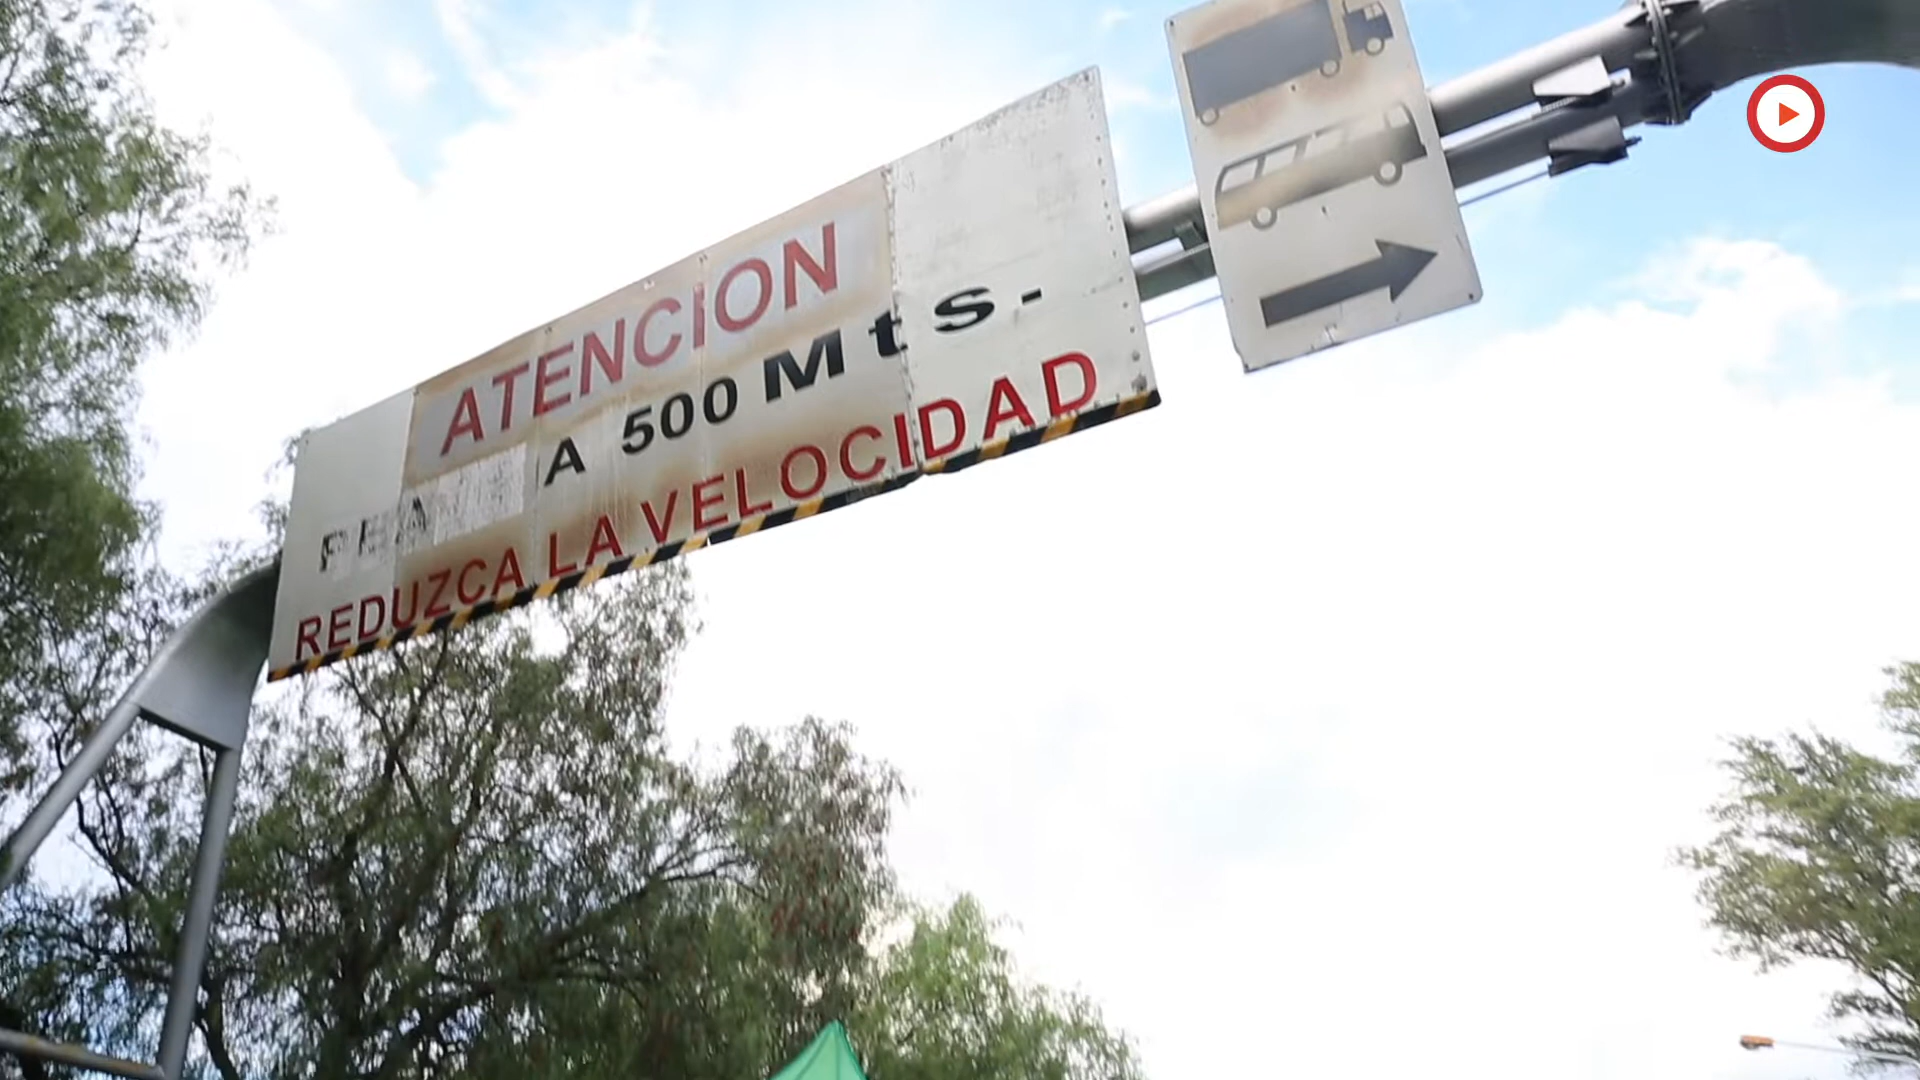 ATENCION
A 500 MtS.-
REDUZCA LA VELOCIDAD